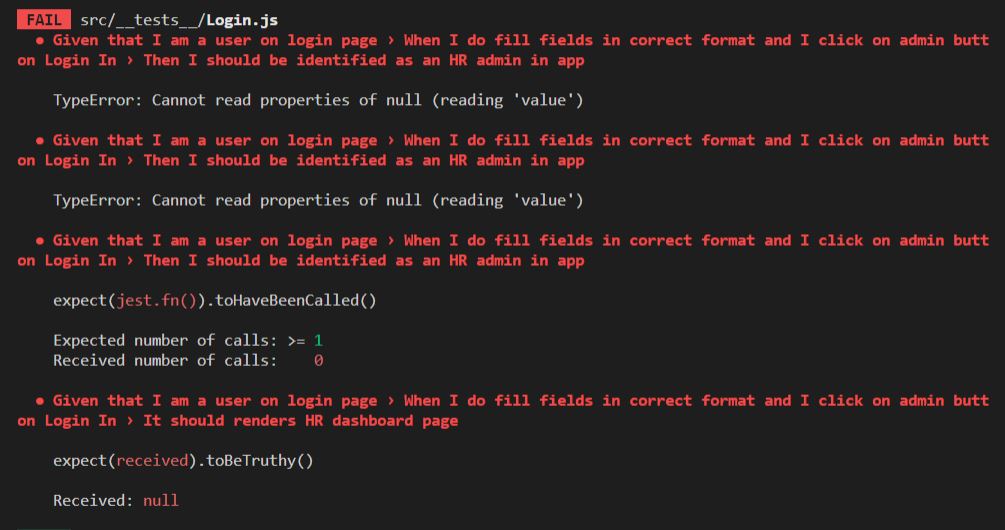 FAIL src/__tests__/Login.js
● Given that I am a user on login page › When I do fill fields in correct format and I click on admin butt
on Login In › Then I should be identified as an HR admin in app
TypeError: Cannot read properties of null (reading 'value')
● Given that I am a user on login page › When I do fill fields in correct format and I click on admin butt
on Login In › Then I should be identified as an HR admin in app
TypeError: Cannot read properties of null (reading 'value')
● Given that I am a user on login page › When I do fill fields in correct format and I click on admin butt
on Login In › Then I should be identified as an HR admin in app
expect(jest.fn()).toHaveBeenCalled()
Expected number of calls: >= 1
Received number of calls:    0
● Given that I am a user on login page › When I do fill fields in correct format and I click on admin butt
on Login In › It should renders HR dashboard page
expect(received).toBeTruthy()
Received: null